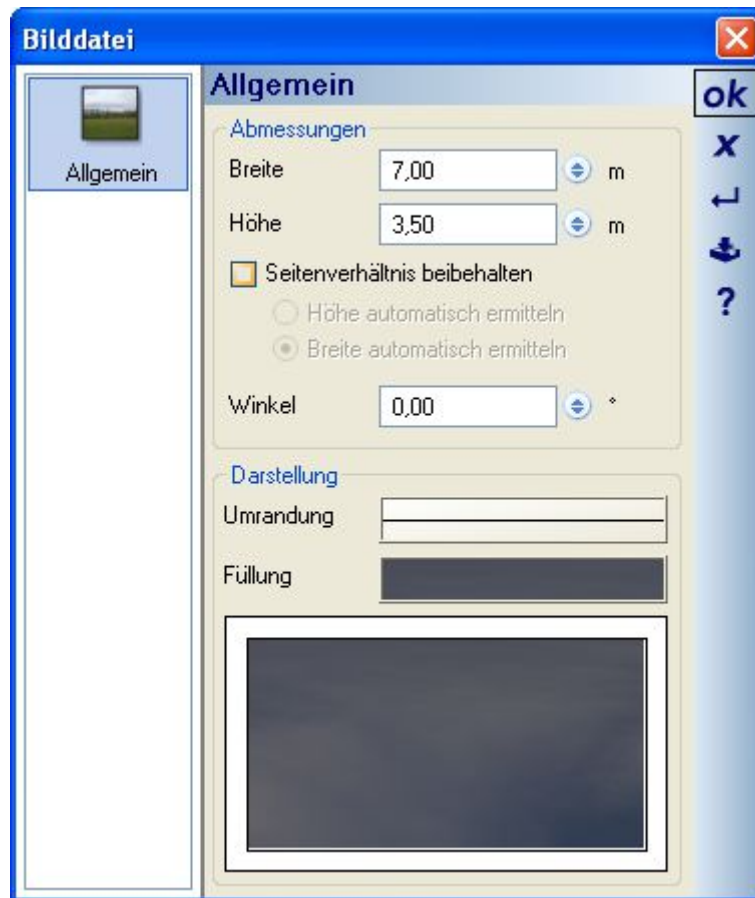 Bilddatei
Allgemein
Allgemein
ok
x
?
Abmessungen
Breite 7,00 m
Höhe 3,50 m
Seitenverhältnis beibehalten
Höhe automatisch ermitteln
Breite automatisch ermitteln
Winkel 0,00 °
Darstellung
Umrandung
Füllung